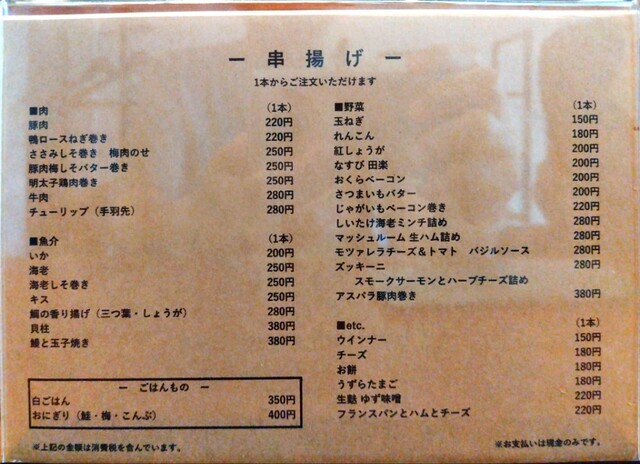 ー 串揚げ ー
1本からご注文いただけます
■肉 (1本)
豚肉 220円
鴨ロースねぎ巻き 220円
ささみしそ巻き 梅肉のせ 250円
豚肉梅しそバター巻き 250円
明太子鶏肉巻き 250円
牛肉 280円
チューリップ（手羽先） 280円
■魚介 (1本)
いか 200円
海老 250円
海老しそ巻き 250円
キス 250円
鯛の香り揚げ（三つ葉・しょうが） 280円
貝柱 380円
鰻と玉子焼き 380円
ー ごはんもの ー
白ごはん 350円
おにぎり（鮭・梅・こんぶ） 400円
※上記の金額は消費税を含んでいます。
■野菜 (1本)
玉ねぎ 150円
れんこん 180円
紅しょうが 200円
なすび 田楽 200円
おくらベーコン 200円
さつまいもバター 200円
じゃがいもベーコン巻き 220円
しいたけ海老ミンチ詰め 280円
マッシュルーム 生ハム詰め 280円
モツァレラチーズ＆トマト バジルソース 280円
ズッキーニ 280円
スモークサーモンとハーブチーズ詰め
アスパラ豚肉巻き 380円
■etc. (1本)
ウインナー 150円
チーズ 180円
お餅 180円
うずらたまご 180円
生麩 ゆず味噌 220円
フランスパンとハムとチーズ 220円
※お支払いは現金のみです。